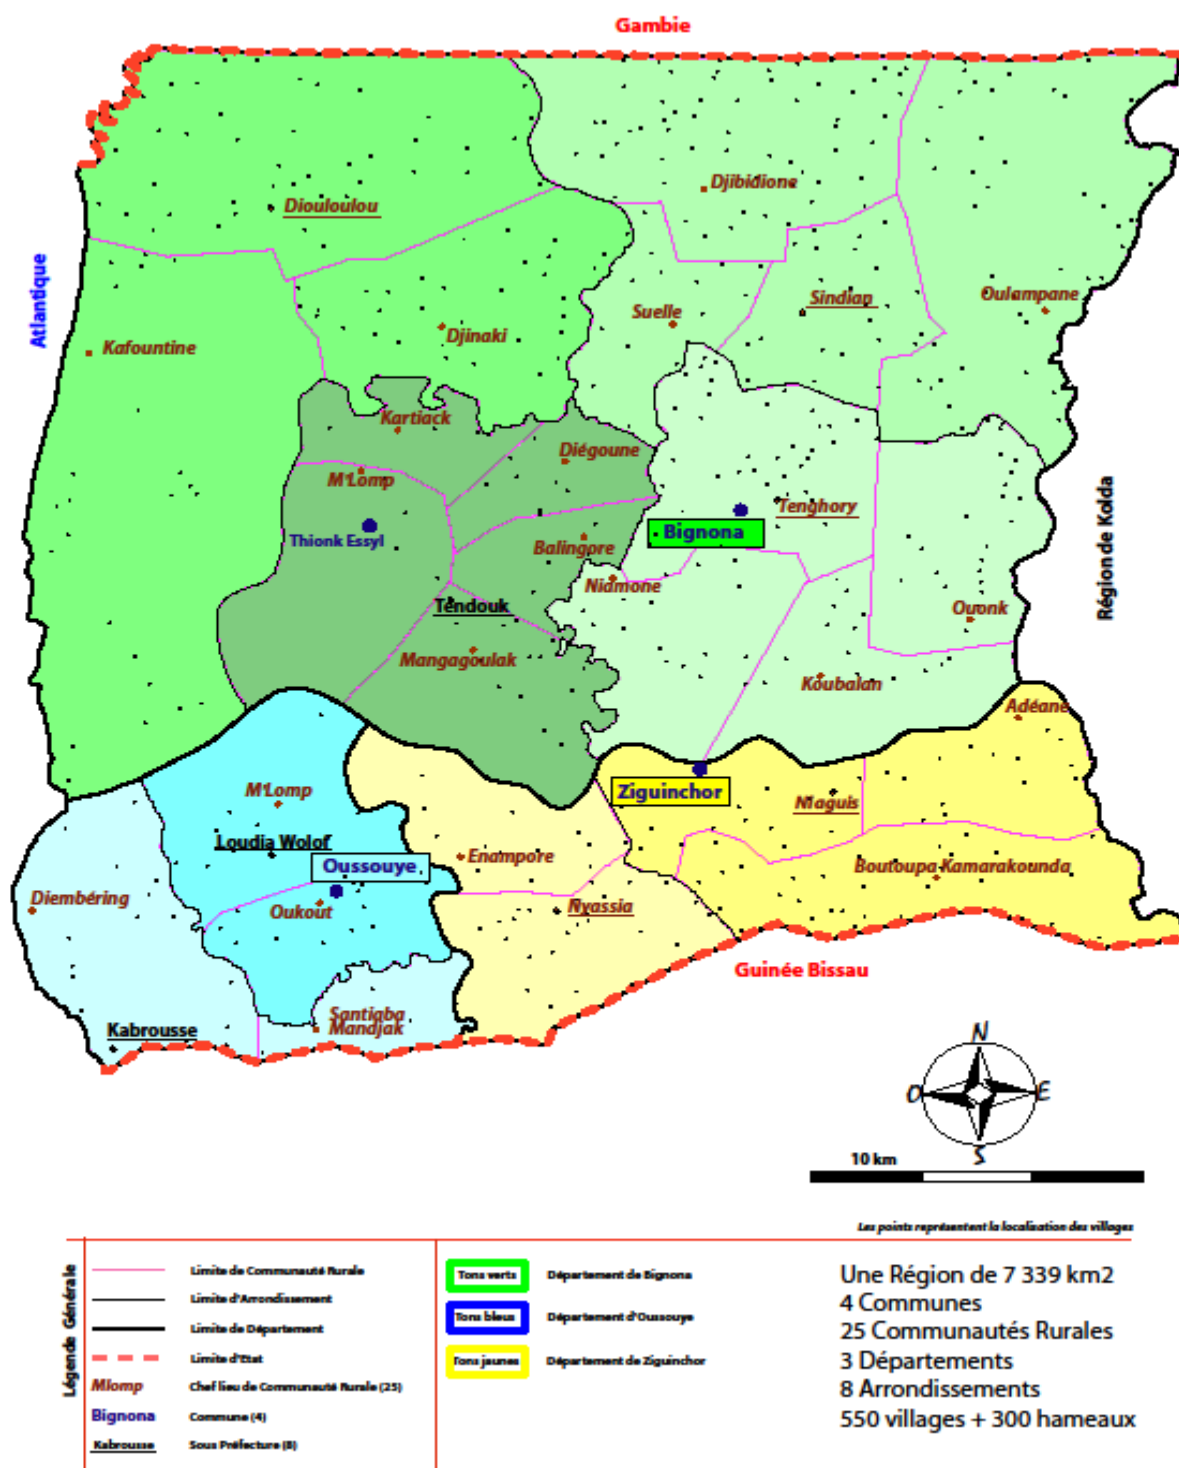 Gambie
Djibidione
Diouloulou
Atlantique
Sindian
Oulampane
Suelle
Djinaki
Kafountine
Kartiack
Diégoune
M'Lomp
Tenghory
Bignona
Thionk Essyl
Balingore
Région de Kolda
Niamone
Tendouk
Ouonk
Mangagoulak
Koubalan
Adéane
Ziguinchor
M'Lomp
Niaguis
Loudia Wolof
Enampore
Oussouye
Boutoupa Kamarakounda
Diembéring
Oukout
Nyassia
Guinée Bissau
Santiaba
Mandjak
Kabrousse
N
O
E
S
10 km
Les points représentent la localisation des villages
Légende Générale
Limite de Communauté Rurale
Limite d'Arrondissement
Limite de Département
Limite d'Etat
Mlomp
Chef lieu de Communauté Rurale (25)
Bignona
Commune (4)
Kabrousse
Sous Préfecture (8)
Tons verts
Département de Bignona
Tons bleus
Département d'Oussouye
Tons jaunes
Département de Ziguinchor
Une Région de 7 339 km2
4 Communes
25 Communautés Rurales
3 Départements
8 Arrondissements
550 villages + 300 hameaux